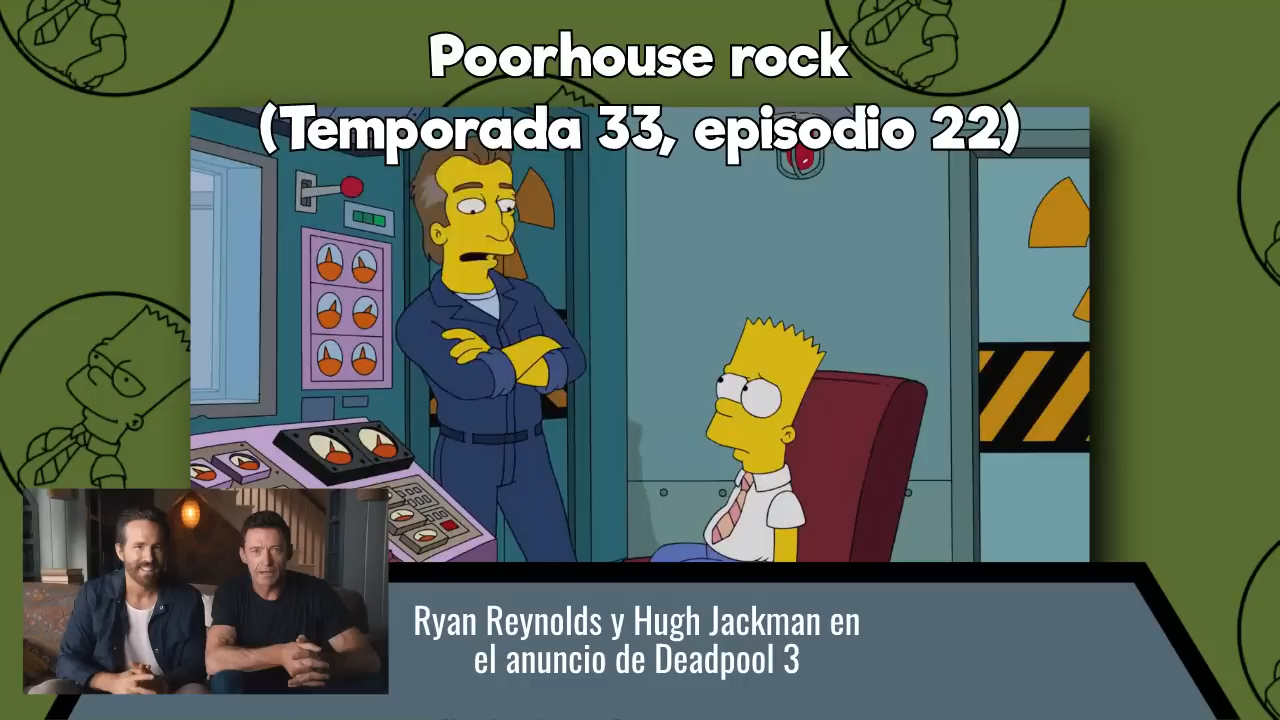 Poorhouse rock
(Temporada 33, episodio 22)
Ryan Reynolds y Hugh Jackman en
el anuncio de Deadpool 3